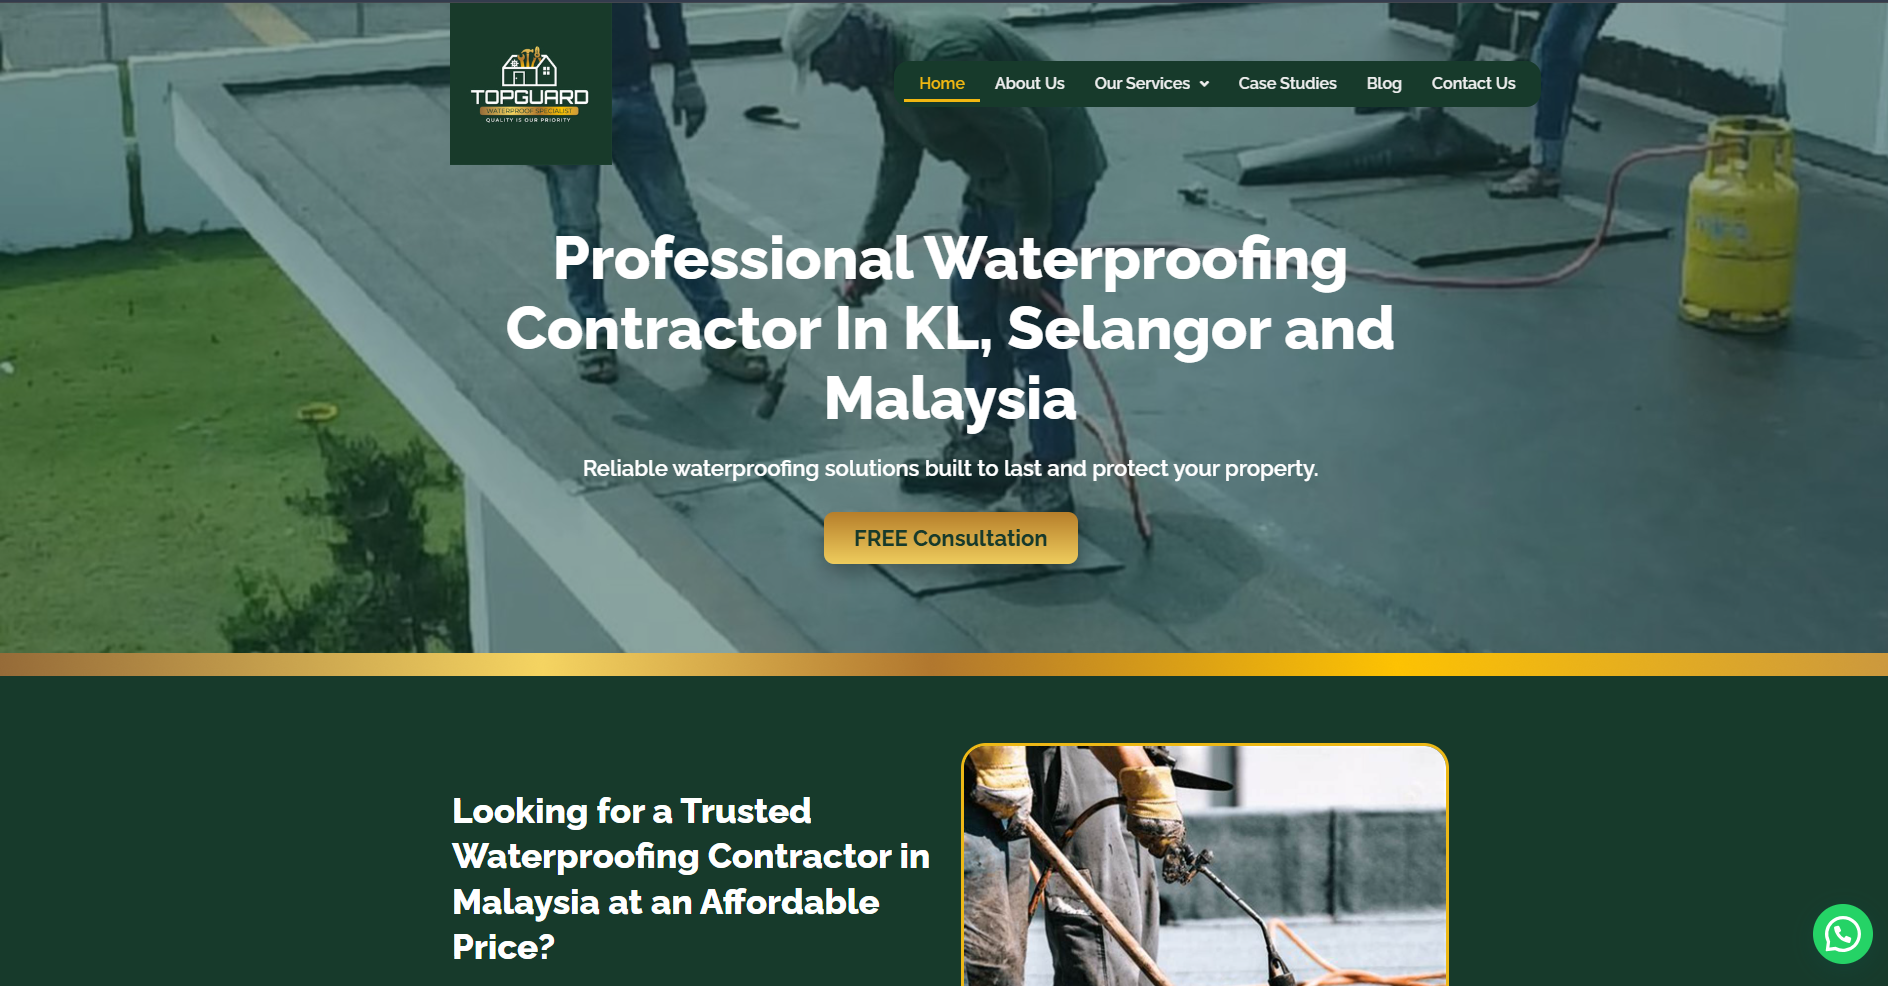 TOPGUARD
WATERPROOF SPECIALIST
QUALITY IS OUR PRIORITY
Home About Us Our Services Case Studies Blog Contact Us
Professional Waterproofing
Contractor In KL, Selangor and
Malaysia
Reliable waterproofing solutions built to last and protect your property.
FREE Consultation
Looking for a Trusted
Waterproofing Contractor in
Malaysia at an Affordable
Price?